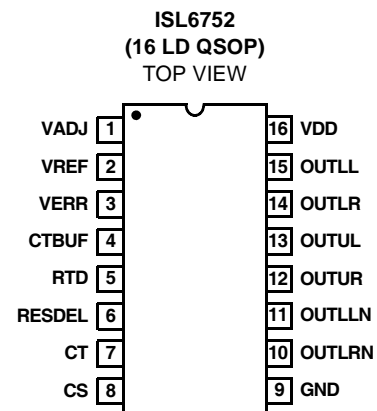 ISL6752
(16 LD QSOP)
TOP VIEW
VADJ 1 16 VDD
VREF 2 15 OUTLL
VERR 3 14 OUTLR
CTBUF 4 13 OUTUL
RTD 5 12 OUTUR
RESDEL 6 11 OUTLLN
CT 7 10 OUTLRN
CS 8 9 GND